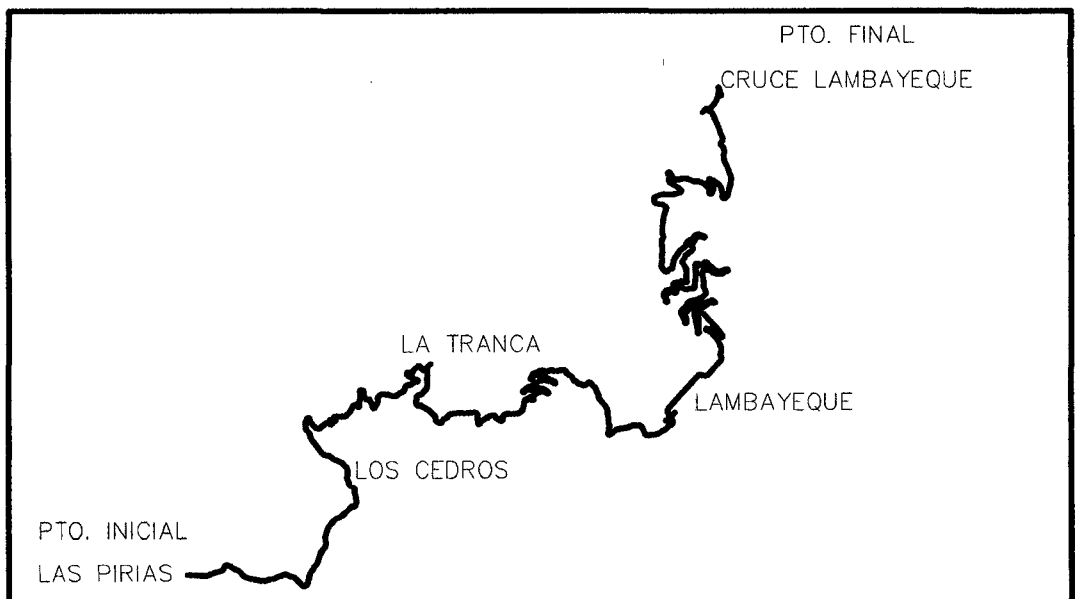 PTO. FINAL
CRUCE LAMBAYEQUE
LA TRANCA
LAMBAYEQUE
LOS CEDROS
PTO. INICIAL
LAS PIRIAS